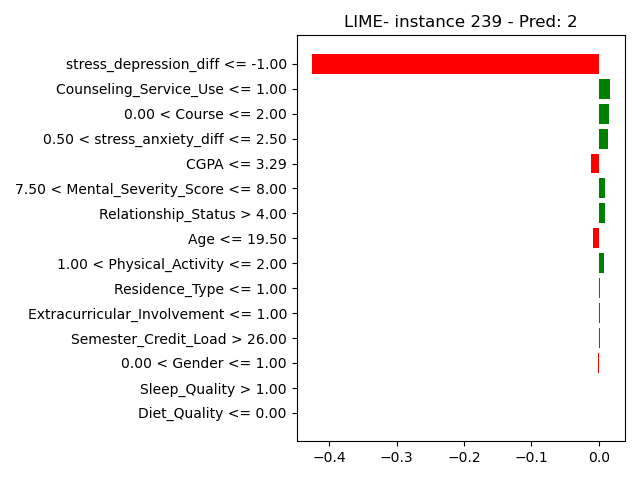 LIME- instance 239 - Pred: 2
stress_depression_diff <= -1.00
Counseling_Service_Use <= 1.00
0.00 < Course <= 2.00
0.50 < stress_anxiety_diff <= 2.50
CGPA <= 3.29
7.50 < Mental_Severity_Score <= 8.00
Relationship_Status > 4.00
Age <= 19.50
1.00 < Physical_Activity <= 2.00
Residence_Type <= 1.00
Extracurricular_Involvement <= 1.00
Semester_Credit_Load > 26.00
0.00 < Gender <= 1.00
Sleep_Quality > 1.00
Diet_Quality <= 0.00
−0.4 −0.3 −0.2 −0.1 0.0